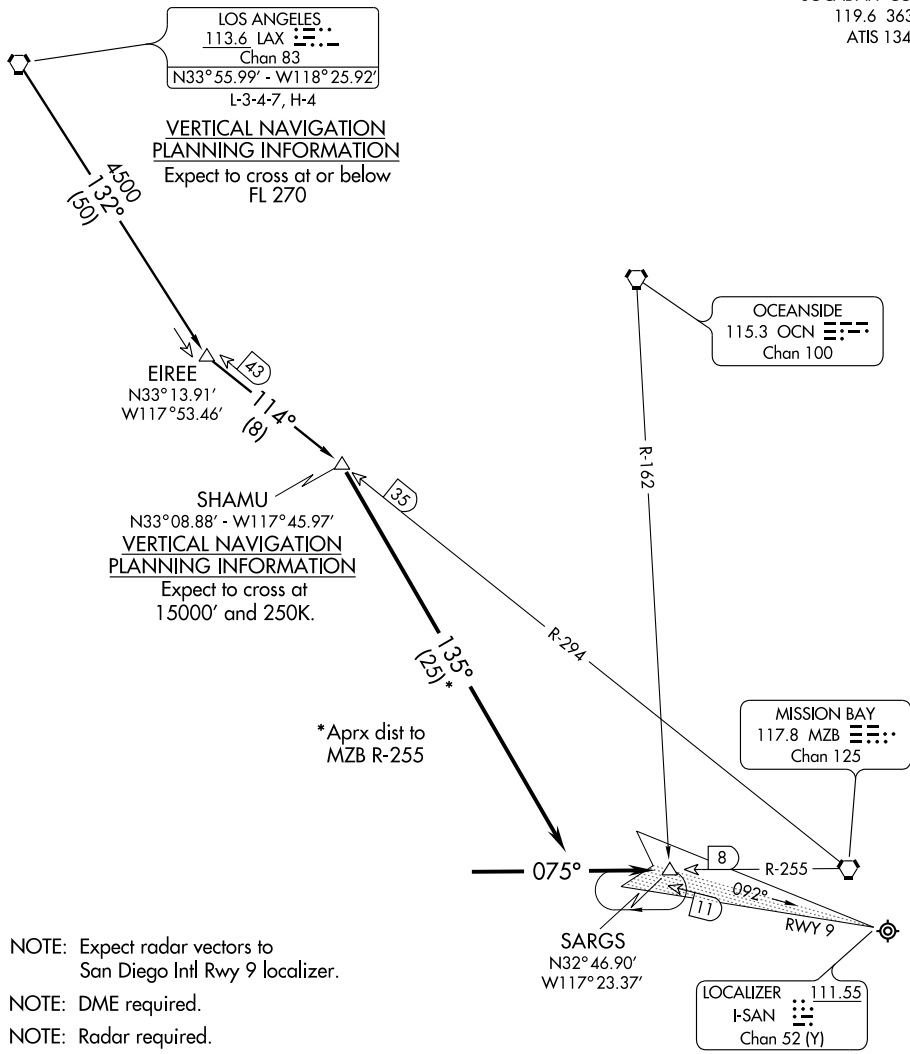 LOS ANGELES
113.6 LAX
Chan 83
N33°55.99' - W118°25.92'
L-3-4-7, H-4
VERTICAL NAVIGATION
PLANNING INFORMATION
Expect to cross at or below
FL 270
119.6 363
ATIS 134
4500
132°
(50)
OCEANSIDE
115.3 OCN
Chan 100
EIREE
N33°13.91'
W117°53.46'
43
114°
(8)
R-162
SHAMU
N33°08.88' - W117°45.97'
VERTICAL NAVIGATION
PLANNING INFORMATION
Expect to cross at
15000' and 250K.
35
R-294
135°
(25)*
*Aprx dist to
MZB R-255
MISSION BAY
117.8 MZB
Chan 125
075°
8
R-255
092°
11
RWY 9
SARGS
N32°46.90'
W117°23.37'
LOCALIZER 111.55
I-SAN
Chan 52 (Y)
NOTE: Expect radar vectors to
San Diego Intl Rwy 9 localizer.
NOTE: DME required.
NOTE: Radar required.